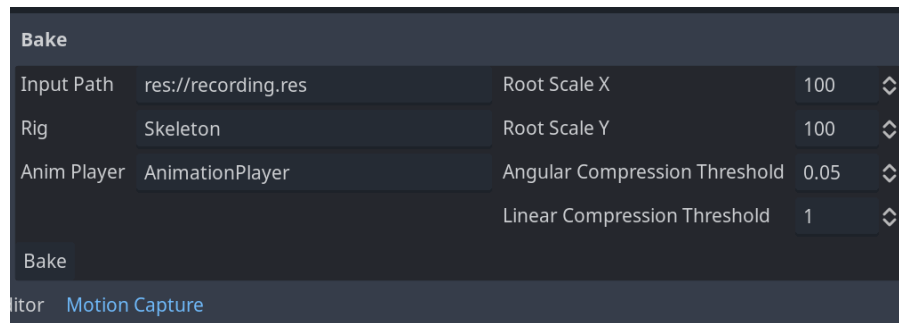 Bake
Input Path res://recording.res Root Scale X 100
Rig Skeleton Root Scale Y 100
Anim Player AnimationPlayer Angular Compression Threshold 0.05
Linear Compression Threshold 1
Bake
itor Motion Capture